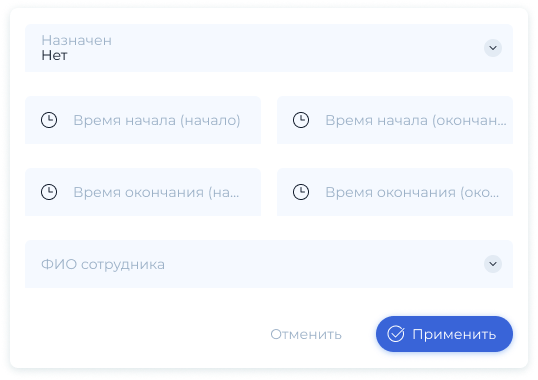 Назначен
Нет
Время начала (начало)
Время начала (окончан...
Время окончания (на...
Время окончания (око...
ФИО сотрудника
Отменить
Применить